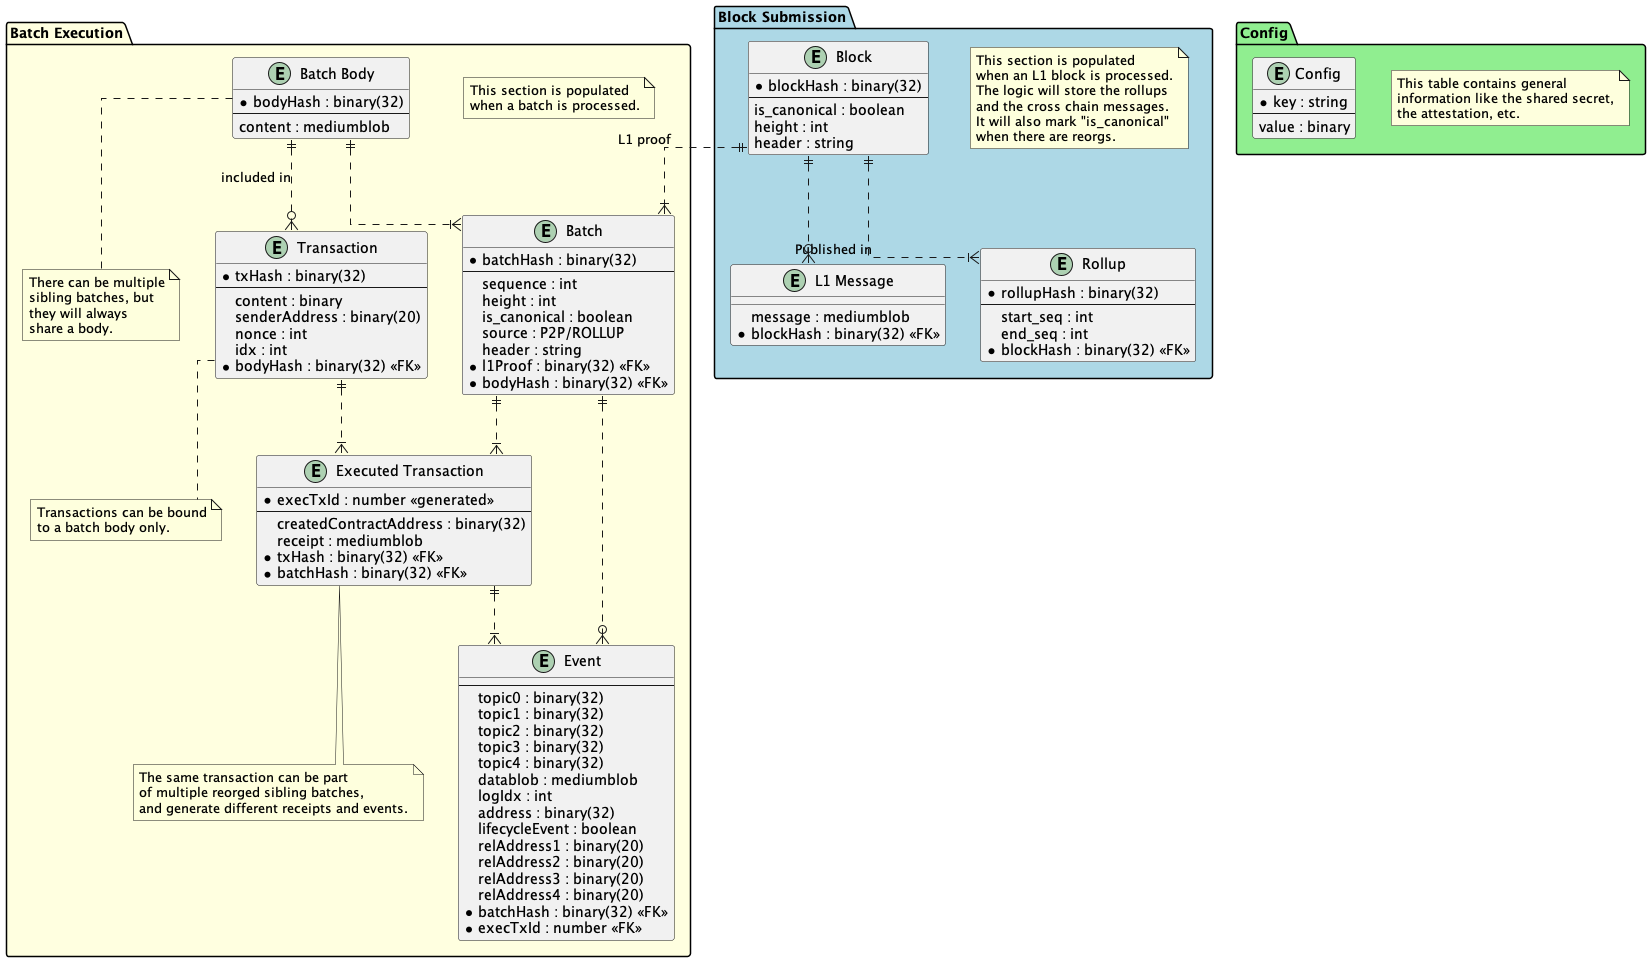 Batch Execution
E Batch Body
bodyHash : binary(32)
content : mediumblob
This section is populated
when a batch is processed.
included in
L1 proof
E Transaction
txHash : binary(32)
content : binary
senderAddress : binary(20)
nonce : int
idx : int
bodyHash : binary(32) «FK»
E Batch
batchHash : binary(32)
sequence : int
height : int
is_canonical : boolean
source : P2P/ROLLUP
header : string
l1Proof : binary(32) «FK»
bodyHash : binary(32) «FK»
There can be multiple
sibling batches, but
they will always
share a body.
Transactions can be bound
to a batch body only.
E Executed Transaction
execTxId : number «generated»
createdContractAddress : binary(32)
receipt : mediumblob
txHash : binary(32) «FK»
batchHash : binary(32) «FK»
E Event
topic0 : binary(32)
topic1 : binary(32)
topic2 : binary(32)
topic3 : binary(32)
topic4 : binary(32)
datablob : mediumblob
logIdx : int
address : binary(32)
lifecycleEvent : boolean
relAddress1 : binary(20)
relAddress2 : binary(20)
relAddress3 : binary(20)
relAddress4 : binary(20)
batchHash : binary(32) «FK»
execTxId : number «FK»
The same transaction can be part
of multiple reorged sibling batches,
and generate different receipts and events.
Block Submission
E Block
blockHash : binary(32)
is_canonical : boolean
height : int
header : string
This section is populated
when an L1 block is processed.
The logic will store the rollups
and the cross chain messages.
It will also mark "is_canonical"
when there are reorgs.
Published in
E L1 Message
message : mediumblob
blockHash : binary(32) «FK»
E Rollup
rollupHash : binary(32)
start_seq : int
end_seq : int
blockHash : binary(32) «FK»
Config
E Config
key : string
value : binary
This table contains general
information like the shared secret,
the attestation, etc.